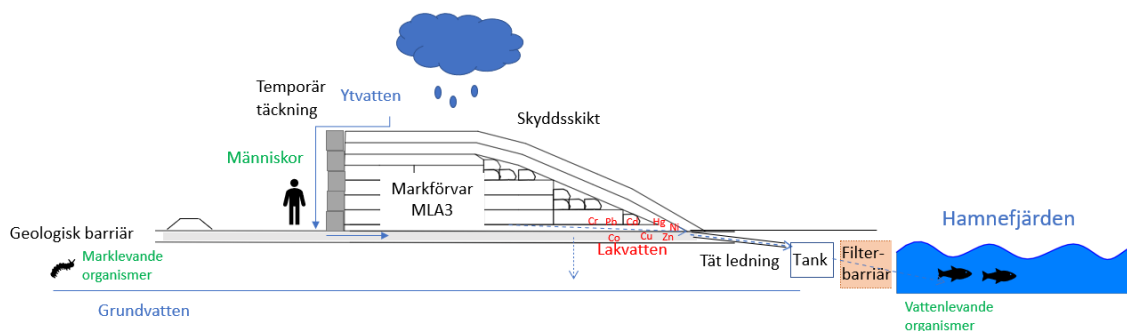 Temporär
täckning
Ytvatten
Skyddsskikt
Människor
Markförvar
MLA3
Cr Pb Cd Hg
Ni
Co Cu Zn
Lakvatten
Geologisk barriär
Marklevande
organismer
Grundvatten
Tät ledning
Tank
Filter-
barriär
Hamnefjärden
Vattenlevande
organismer